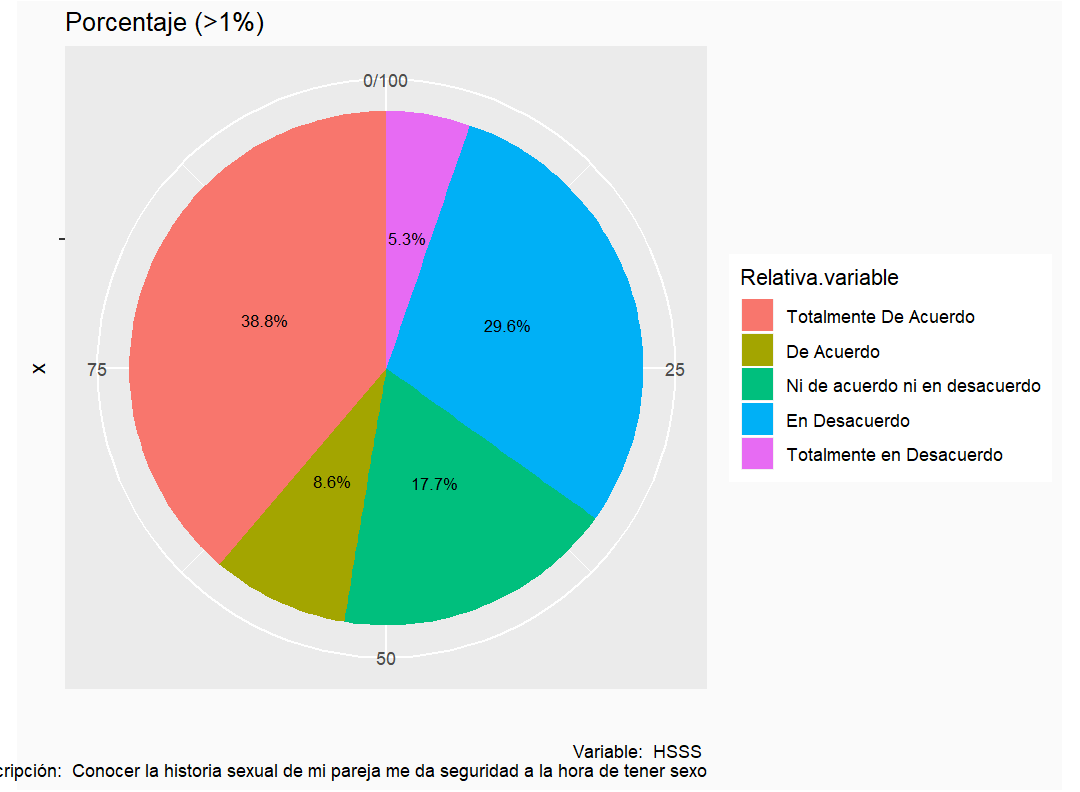 Porcentaje (>1%)
0/100
5.3%
29.6%
38.8%
x
75
25
8.6%
17.7%
50
Relativa.variable
Totalmente De Acuerdo
De Acuerdo
Ni de acuerdo ni en desacuerdo
En Desacuerdo
Totalmente en Desacuerdo
Variable: HSSS
cripción: Conocer la historia sexual de mi pareja me da seguridad a la hora de tener sexo